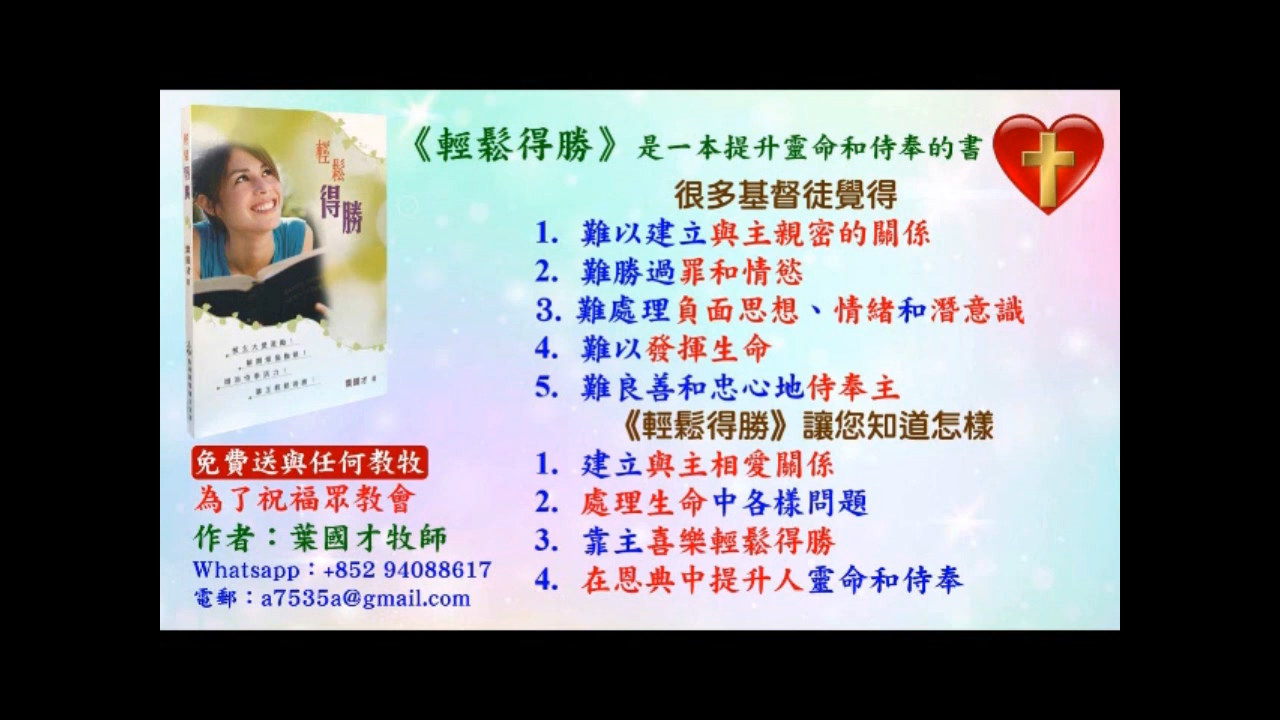 《輕鬆得勝》是一本提升靈命和侍奉的書
很多基督徒覺得
1. 難以建立與主親密的關係
2. 難勝過罪和情慾
3. 難處理負面思想、情緒和潛意識
4. 難以發揮生命
5. 難良善和忠心地侍奉主
《輕鬆得勝》讓您知道怎樣
1. 建立與主相愛關係
2. 處理生命中各樣問題
3. 靠主喜樂輕鬆得勝
4. 在恩典中提升人靈命和侍奉
輕鬆
得勝
葉國才 著
免費送與任何教牧
為了祝福眾教會
作者：葉國才牧師
Whatsapp：+852 94088617
電郵：a7535a@gmail.com